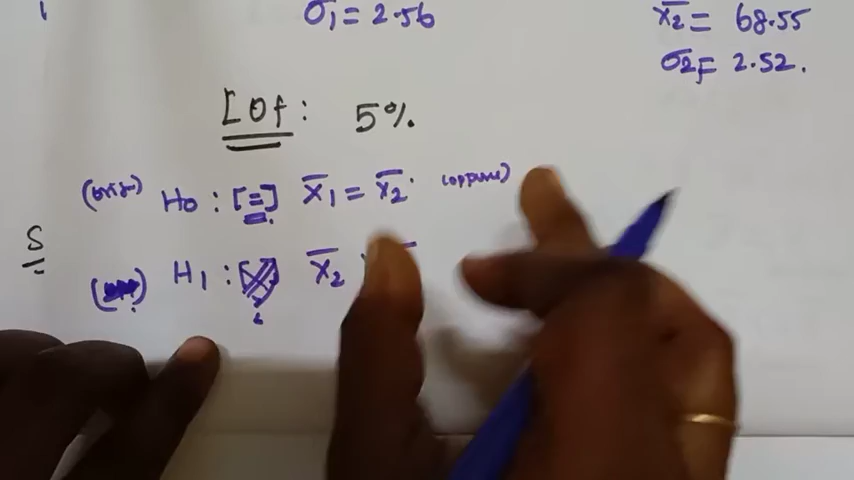 σ₁ = 2.56
x̄₂ = 68.55
σ₂ = 2.52.
LOf: 5%
H₀ : [=] x̄₁ = x̄₂
S
H₁ : x̄₂